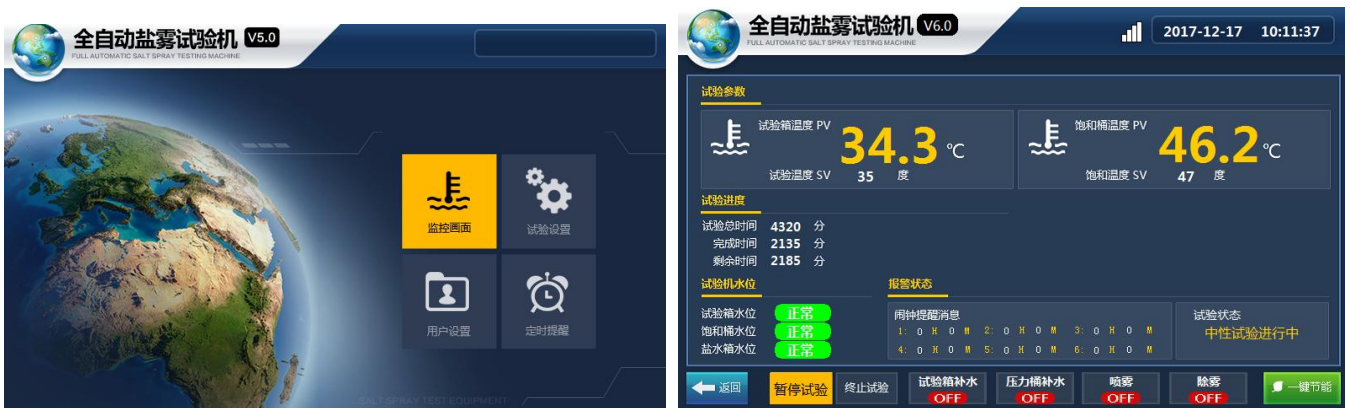 全自动盐雾试验机 V5.0
FULL AUTOMATIC SALT SPRAY TESTING MACHINE
监控画面
试验设置
用户设置
定时提醒
SALT SPRAY TEST EQUIPMENT
全自动盐雾试验机 V6.0
FULL AUTOMATIC SALT SPRAY TESTING MACHINE
2017-12-17 10:11:37
试验参数
试验箱温度 PV 34.3 ℃
试验温度 SV 35 度
饱和桶温度 PV 46.2 ℃
饱和温度 SV 47 度
试验进度
试验总时间 4320 分
完成时间 2135 分
剩余时间 2185 分
试验机水位
试验箱水位 正常
饱和桶水位 正常
盐水箱水位 正常
报警状态
闹钟提醒消息
1: 0 H 0 M 2: 0 H 0 M 3: 0 H 0 M
4: 0 H 0 M 5: 0 H 0 M 6: 0 H 0 M
试验状态
中性试验进行中
返回
暂停试验
终止试验
试验箱补水
OFF
压力桶补水
OFF
喷雾
OFF
除雾
OFF
一键节能